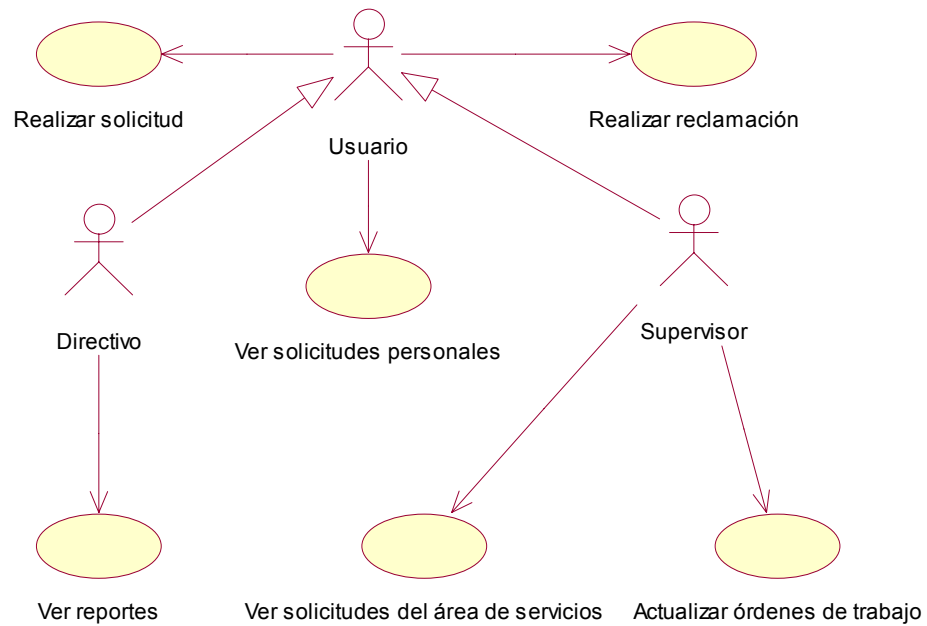 Realizar solicitud
Realizar reclamación
Usuario
Directivo
Ver solicitudes personales
Supervisor
Ver reportes
Ver solicitudes del área de servicios
Actualizar órdenes de trabajo